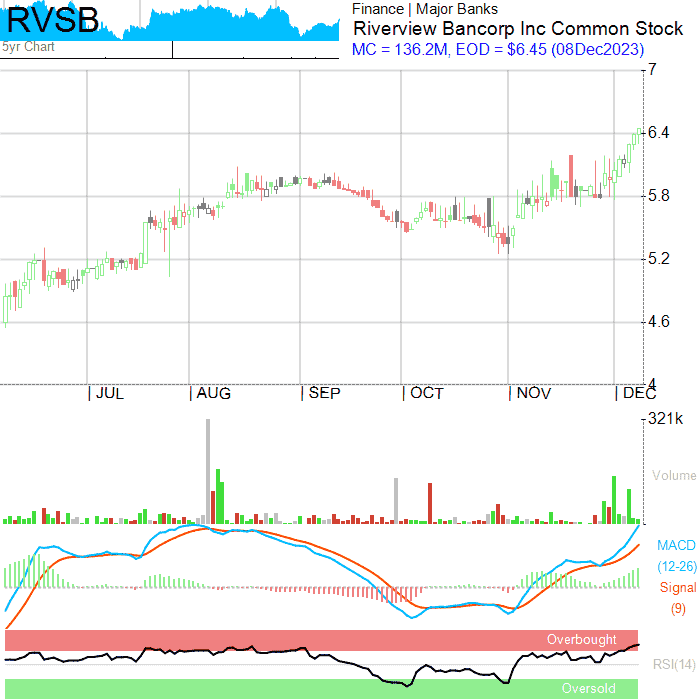 RVSB
5yr Chart
Finance | Major Banks
Riverview Bancorp Inc Common Stock
MC = 136.2M, EOD = $6.45 (08Dec2023)
7
6.4
5.8
5.2
4.6
4
JUL AUG SEP OCT NOV DEC
321k
Volume
MACD
(12-26)
Signal
(9)
Overbought
RSI(14)
Oversold